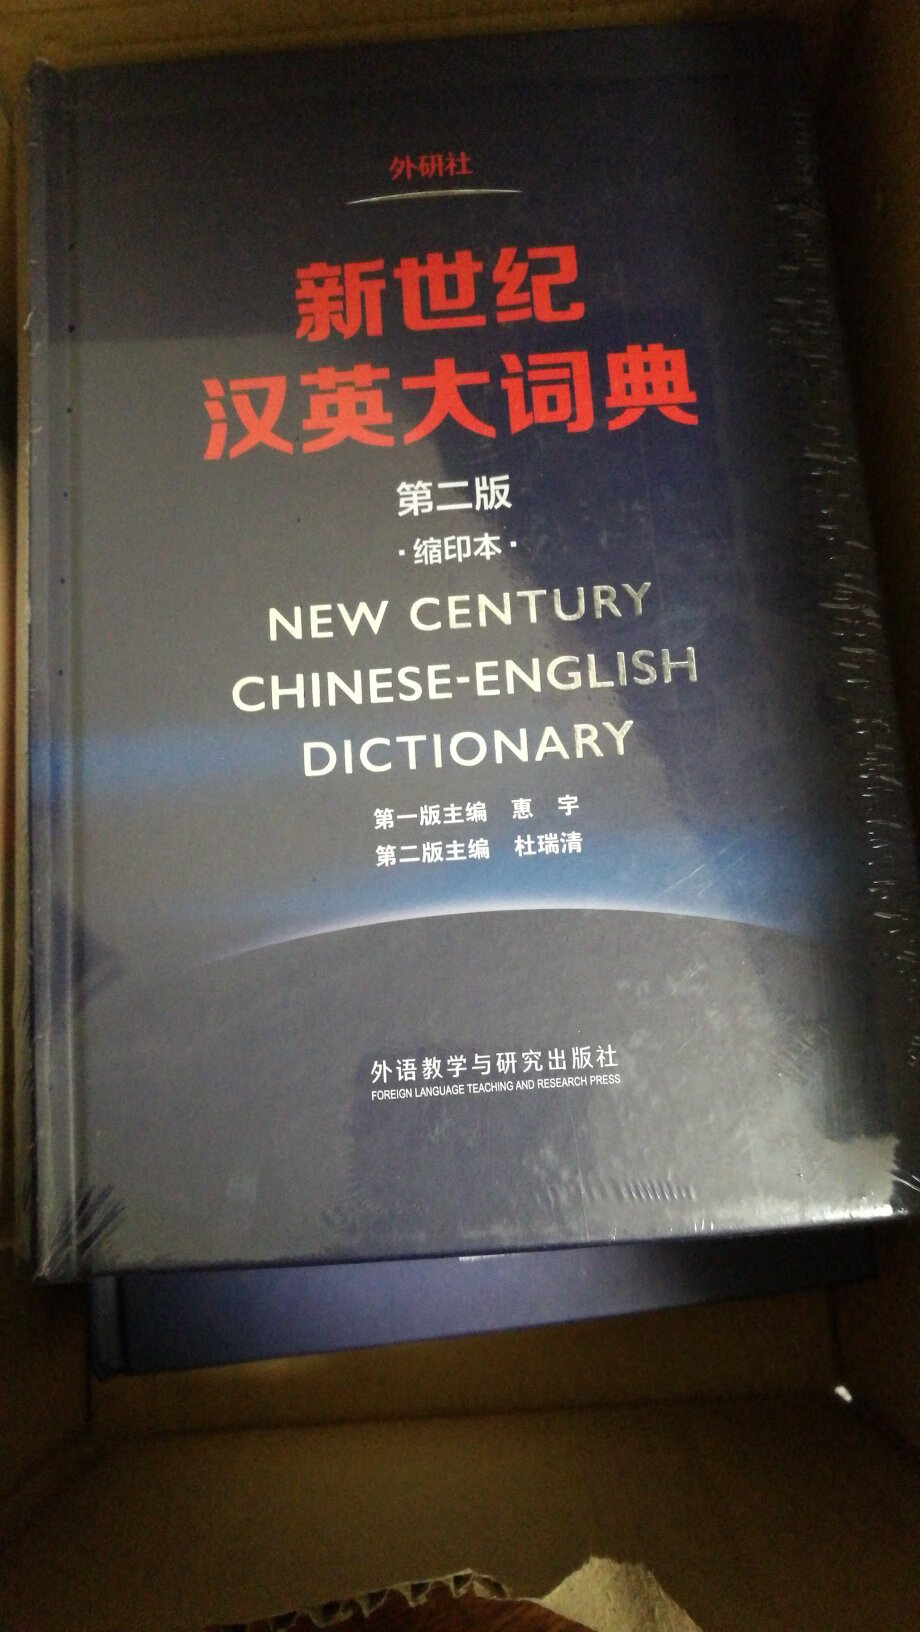 外研社
新世纪
汉英大词典
第二版
·缩印本·
NEW CENTURY
CHINESE-ENGLISH
DICTIONARY
第一版主编 惠 宇
第二版主编 杜瑞清
外语教学与研究出版社
FOREIGN LANGUAGE TEACHING AND RESEARCH PRESS